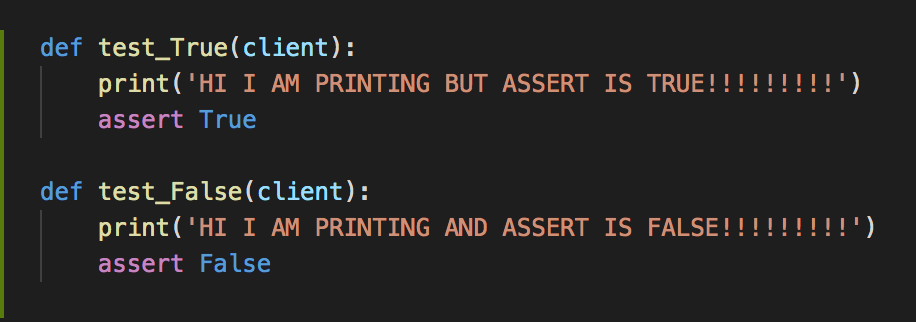 def test_True(client):
    print('HI I AM PRINTING BUT ASSERT IS TRUE!!!!!!!!!')
    assert True

def test_False(client):
    print('HI I AM PRINTING AND ASSERT IS FALSE!!!!!!!!!')
    assert False